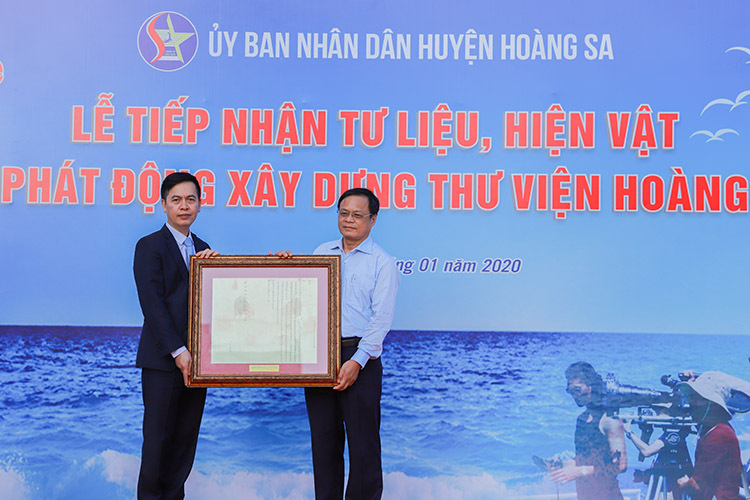 ỦY BAN NHÂN DÂN HUYỆN HOÀNG SA
LỄ TIẾP NHẬN TƯ LIỆU, HIỆN VẬT
PHÁT ĐỘNG XÂY DỰNG THƯ VIỆN HOÀNG
01 năm 2020